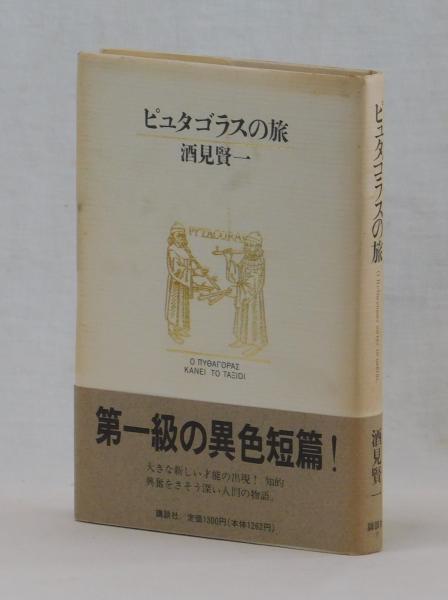 ピュタゴラスの旅
酒見賢一
PYTAGORA
Ο ΠΥΘΑΓΟΡΑΣ
ΚΑΝΕΙ ΤΟ ΤΑΞΙΟΙ
第一級の異色短篇!
大きな新しい才能の出現! 知的
興奮をさそう深い人間の物語。
講談社 定価1300円(本体1262円)
ピュタゴラスの旅
酒見賢一
講談社